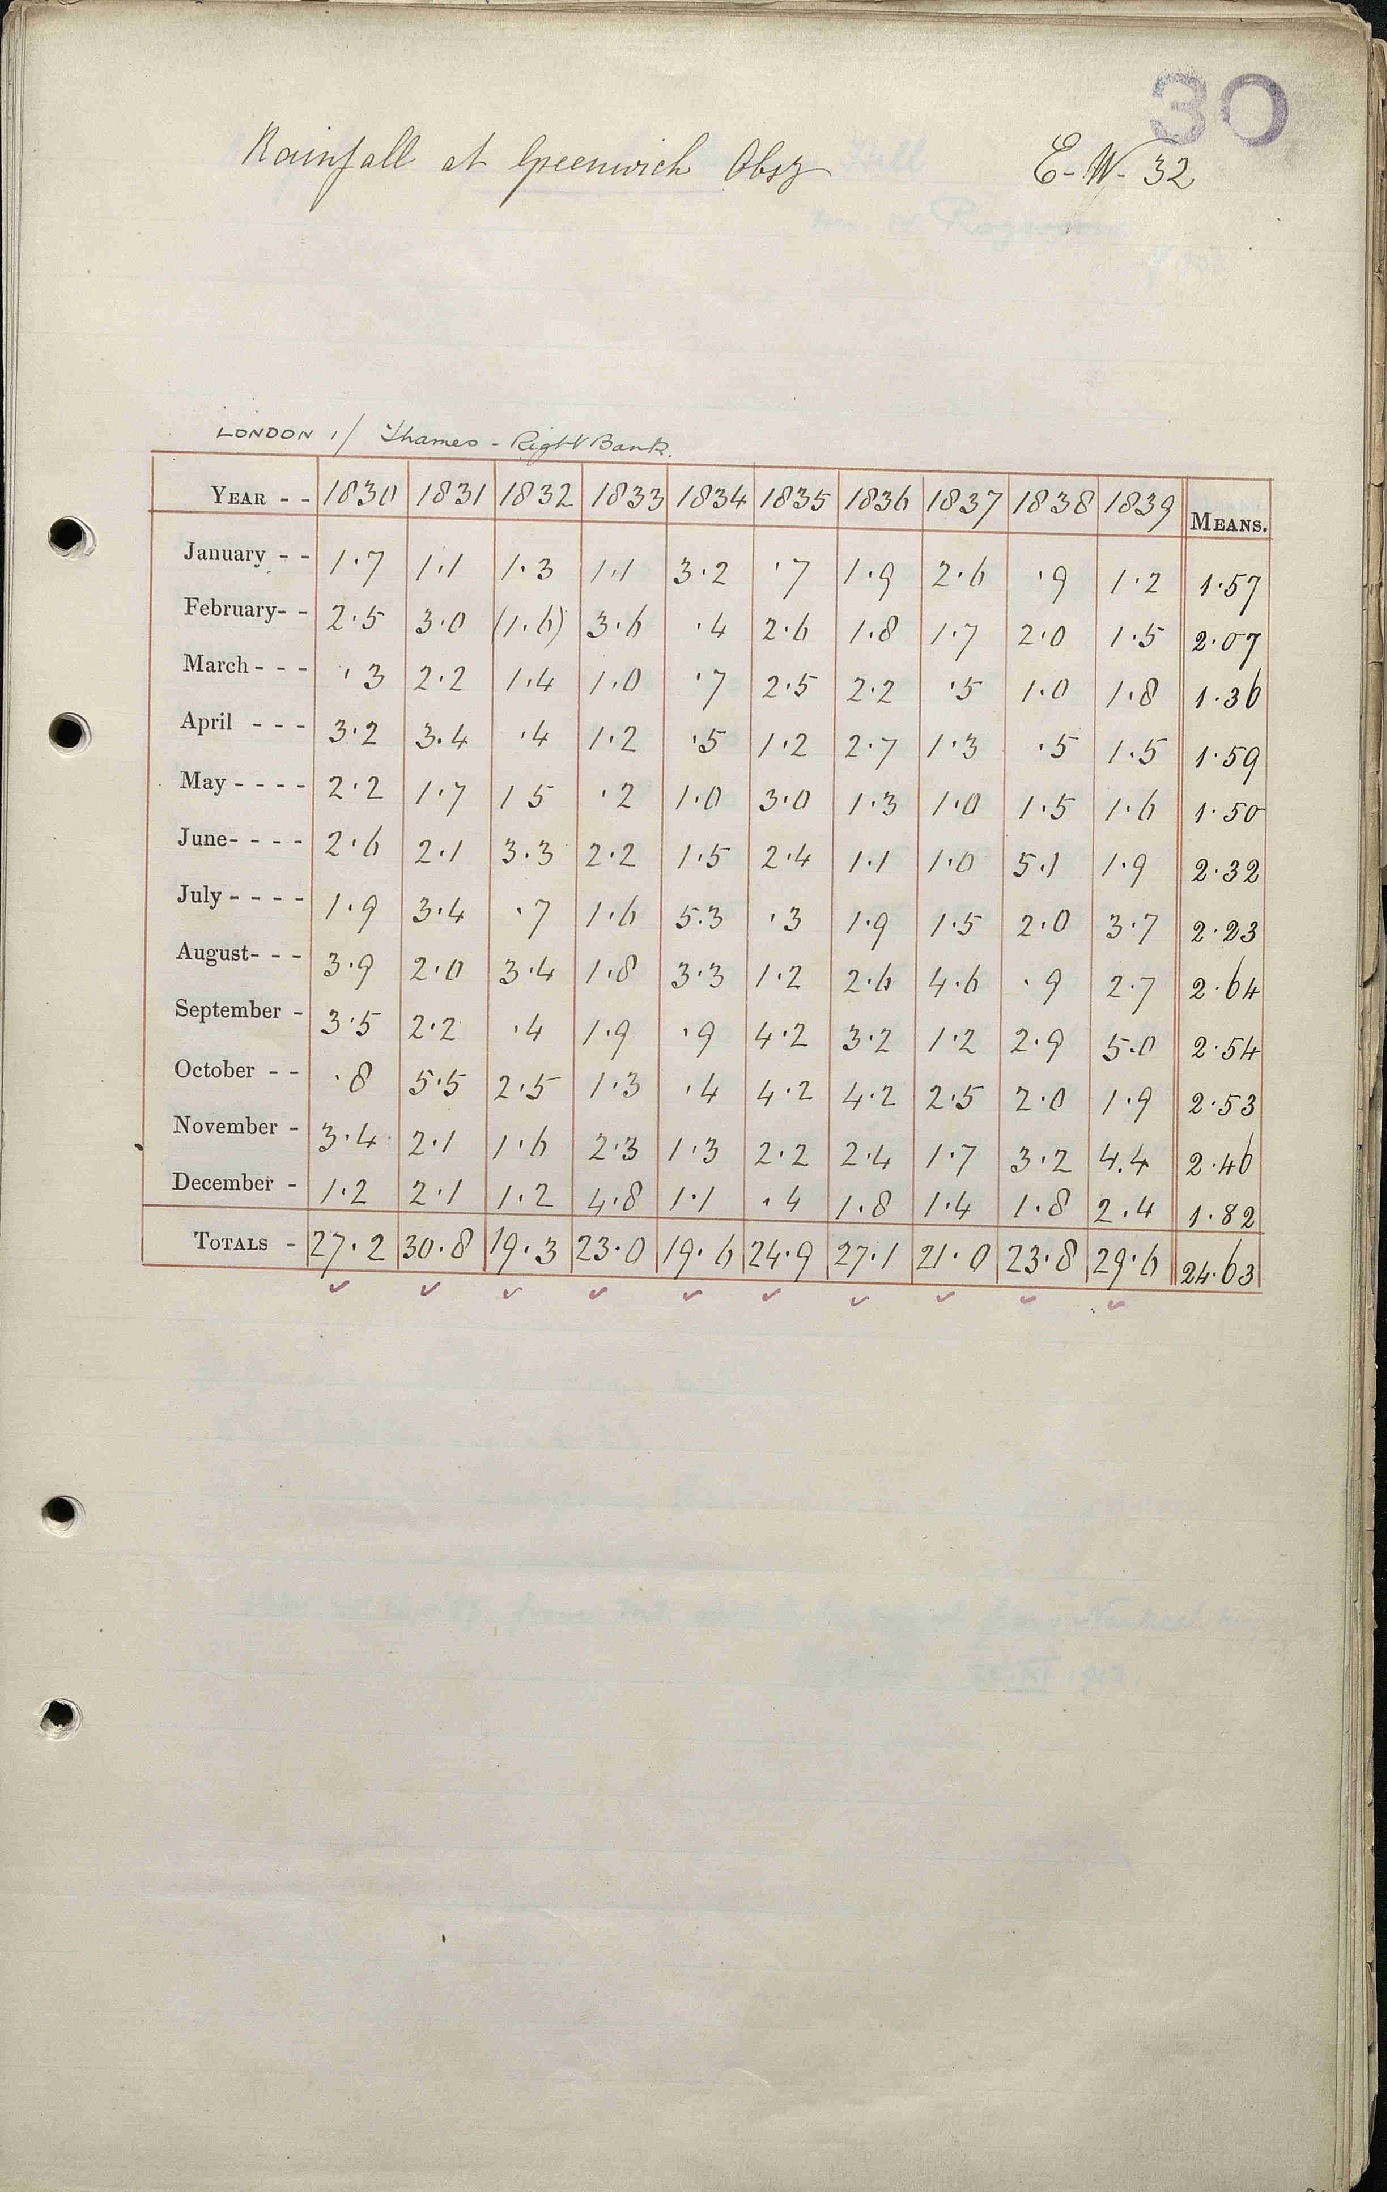 30
Rainfall at Greenwich Obsy
E. W. 32
LONDON 1/ Thames - Right Bank.
YEAR - - 1830 1831 1832 1833 1834 1835 1836 1837 1838 1839 MEANS.
January - - 1·7 1·1 1·3 1·1 3·2 ·7 1·9 2·6 ·9 1·2 1·57
February- - 2·5 3·0 (1·6) 3·6 ·4 2·6 1·8 1·7 2·0 1·5 2·07
March - - - ·3 2·2 1·4 1·0 ·7 2·5 2·2 ·5 1·0 1·8 1·36
April - - - 3·2 3·4 ·4 1·2 ·5 1·2 2·7 1·3 ·5 1·5 1·59
May - - - - 2·2 1·7 1 5 ·2 1·0 3·0 1·3 1·0 1·5 1·6 1·50
June- - - - 2·6 2·1 3·3 2·2 1·5 2·4 1·1 1·0 5·1 1·9 2·32
July - - - - 1·9 3·4 ·7 1·6 5·3 ·3 1·9 1·5 2·0 3·7 2·23
August- - - 3·9 2·0 3·4 1·8 3·3 1·2 2·6 4·6 ·9 2·7 2·64
September - 3·5 2·2 ·4 1·9 ·9 4·2 3·2 1·2 2·9 5·0 2·54
October - - ·8 5·5 2·5 1·3 ·4 4·2 4·2 2·5 2·0 1·9 2·53
November - 3·4 2·1 1·6 2·3 1·3 2·2 2·4 1·7 3·2 4·4 2·46
December - 1·2 2·1 1·2 4·8 1·1 ·4 1·8 1·4 1·8 2·4 1·82
TOTALS - 27·2 30·8 19·3 23·0 19·6 24·9 27·1 21·0 23·8 29·6 24·63